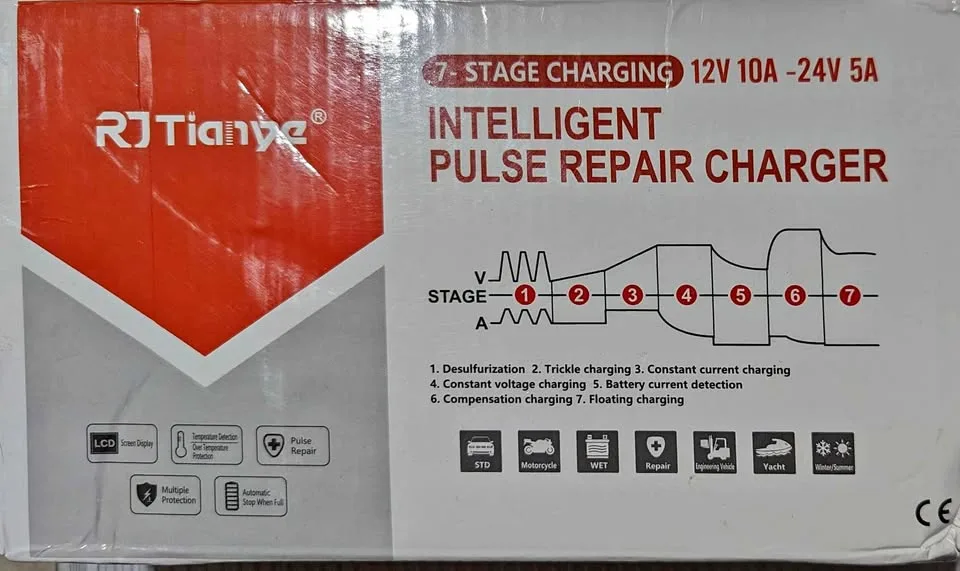 RJTianye®
7- STAGE CHARGING 12V 10A -24V 5A
INTELLIGENT
PULSE REPAIR CHARGER
V
STAGE 1 2 3 4 5 6 7
A
1. Desulfurization 2. Trickle charging 3. Constant current charging
4. Constant voltage charging 5. Battery current detection
6. Compensation charging 7. Floating charging
LCD Screen Display
Temperature Detection
Over Temperature
Protection
Pulse
Repair
Multiple
Protection
Automatic
Stop When Full
STD
Motorcycle
WET
Repair
Engineering Vehicle
Yacht
Winter/Summer
CE